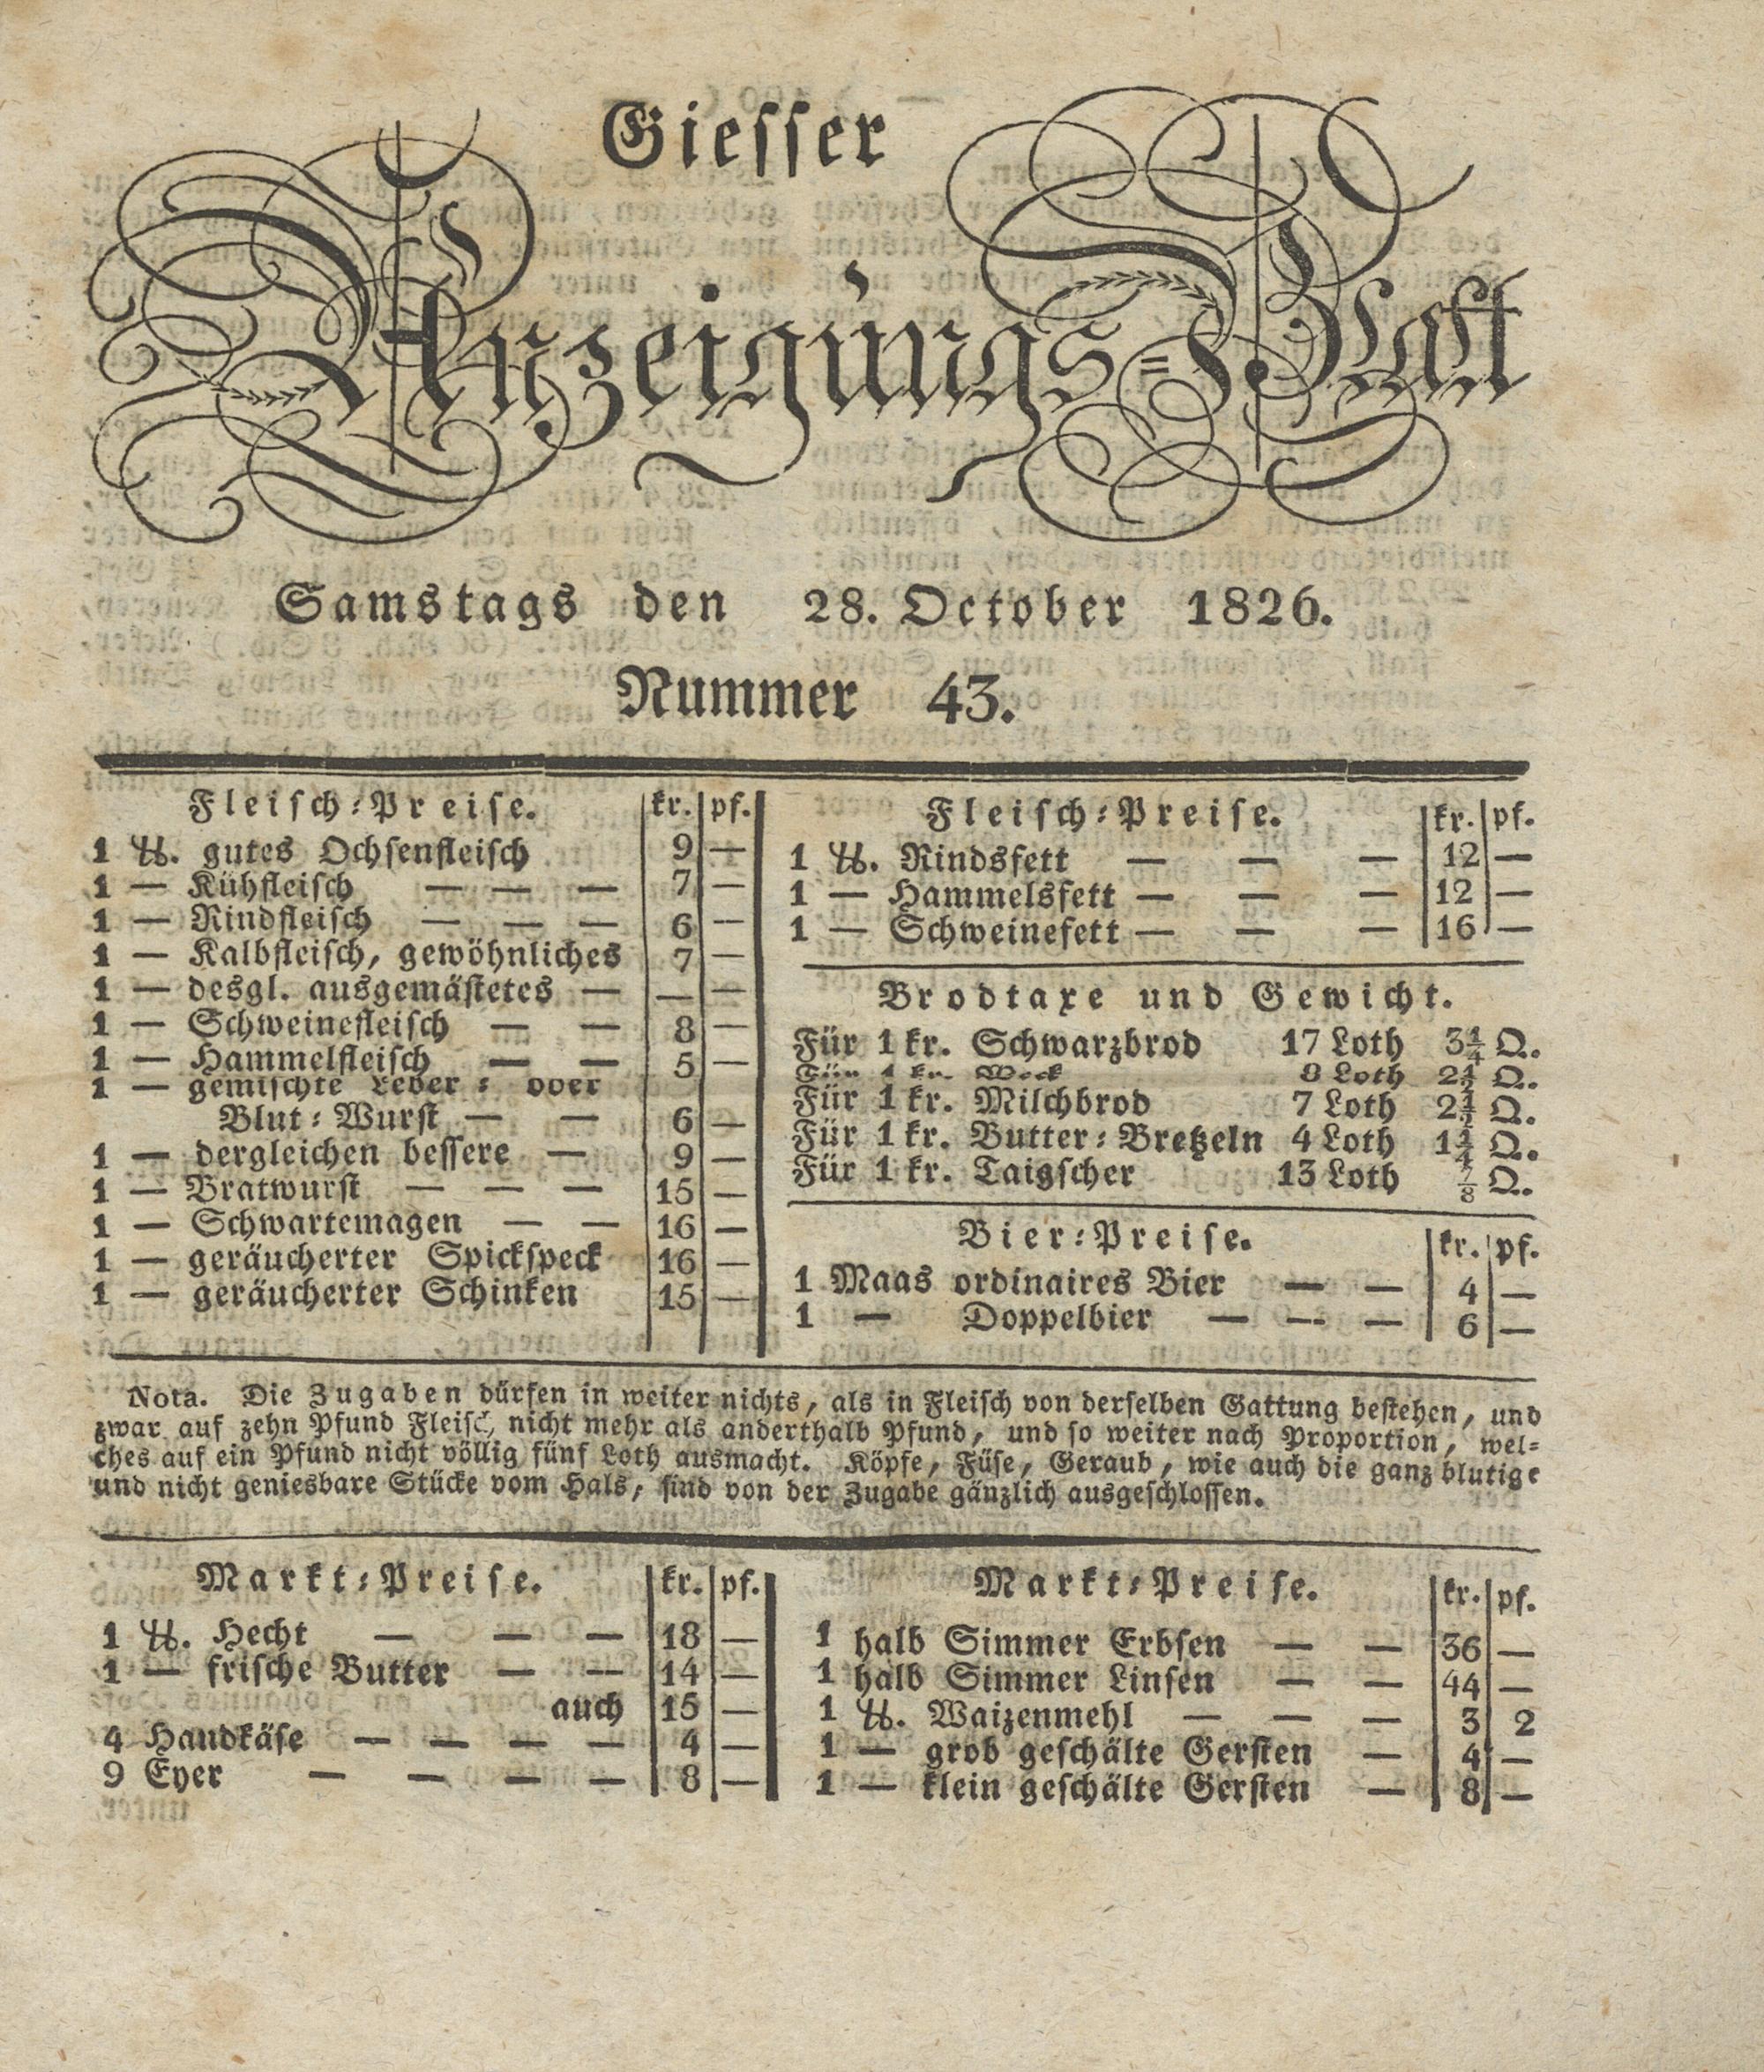 Giesser
Anzeigungs-Blatt
Samstags den 28. October 1826.
Nummer 43.
Fleisch-Preise. kr. pf.
1 ℔. gutes Ochsenfleisch 9 —
1 — Kühfleisch — — — 7 —
1 — Rindfleisch — — — 6 —
1 — Kalbfleisch, gewöhnliches 7 —
1 — desgl. ausgemästetes — — —
1 — Schweinefleisch — — 8 —
1 — Hammelfleisch — — 5 —
1 — gemischte Leber- oder
Blut-Wurst — — 6 —
1 — dergleichen bessere — 9 —
1 — Bratwurst — — — 15 —
1 — Schwartemagen — — 16 —
1 — geräucherter Spickspeck 16 —
1 — geräucherter Schinken 15 —
Fleisch-Preise. kr. pf.
1 ℔. Rindsfett — — — 12 —
1 — Hammelsfett — — — 12 —
1 — Schweinefett — — — 16 —
Brodtaxe und Gewicht.
Für 1 kr. Schwarzbrod 17 Loth 3¼ Q.
Für 1 kr. Weck 8 Loth 2½ Q.
Für 1 kr. Milchbrod 7 Loth 2½ Q.
Für 1 kr. Butter-Bretzeln 4 Loth 1¼ Q.
Für 1 kr. Taigscher 13 Loth ⅞ Q.
Bier-Preise. kr. pf.
1 Maas ordinaires Bier — — 4 —
1 — Doppelbier — — — 6 —
Nota. Die Zugaben dürfen in weiter nichts, als in Fleisch von derselben Gattung bestehen, und
zwar auf zehn Pfund Fleisch, nicht mehr als anderthalb Pfund, und so weiter nach Proportion, wel-
ches auf ein Pfund nicht völlig fünf Loth ausmacht. Köpfe, Füse, Geraub, wie auch die ganz blutige
und nicht geniesbare Stücke vom Hals, sind von der Zugabe gänzlich ausgeschlossen.
Markt-Preise. kr. pf.
1 ℔. Hecht — — — 18 —
1 — frische Butter — — 14 —
auch 15 —
4 Handkäse — — — — 4 —
9 Eyer — — — — 8 —
Markt-Preise. kr. pf.
1 halb Simmer Erbsen — — 36 —
1 halb Simmer Linsen — — 44 —
1 ℔. Waizenmehl — — — 3 2
1 — grob geschälte Gersten — 4 —
1 — klein geschälte Gersten — 8 —